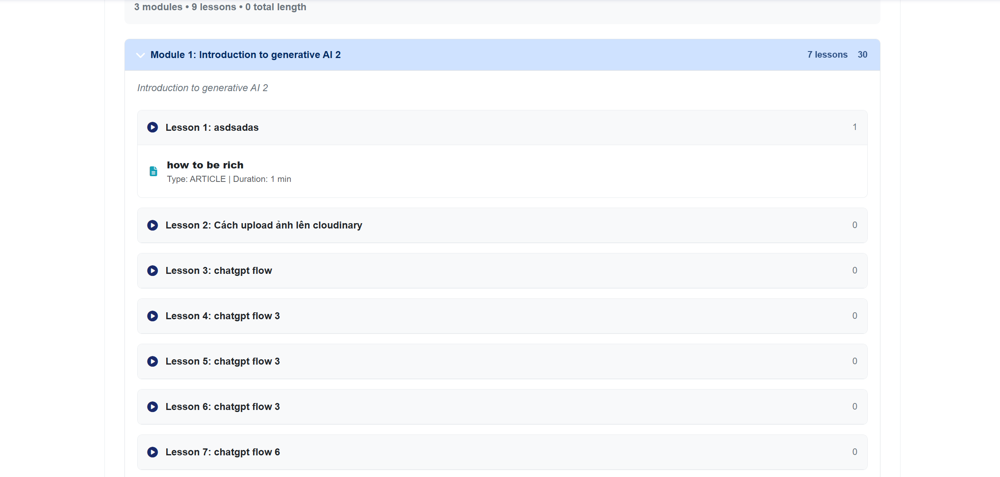 3 modules • 9 lessons • 0 total length
Module 1: Introduction to generative AI 2
7 lessons 30
Introduction to generative AI 2
Lesson 1: asdsadas
1
how to be rich
Type: ARTICLE | Duration: 1 min
Lesson 2: Cách upload ảnh lên cloudinary
0
Lesson 3: chatgpt flow
0
Lesson 4: chatgpt flow 3
0
Lesson 5: chatgpt flow 3
0
Lesson 6: chatgpt flow 3
0
Lesson 7: chatgpt flow 6
0